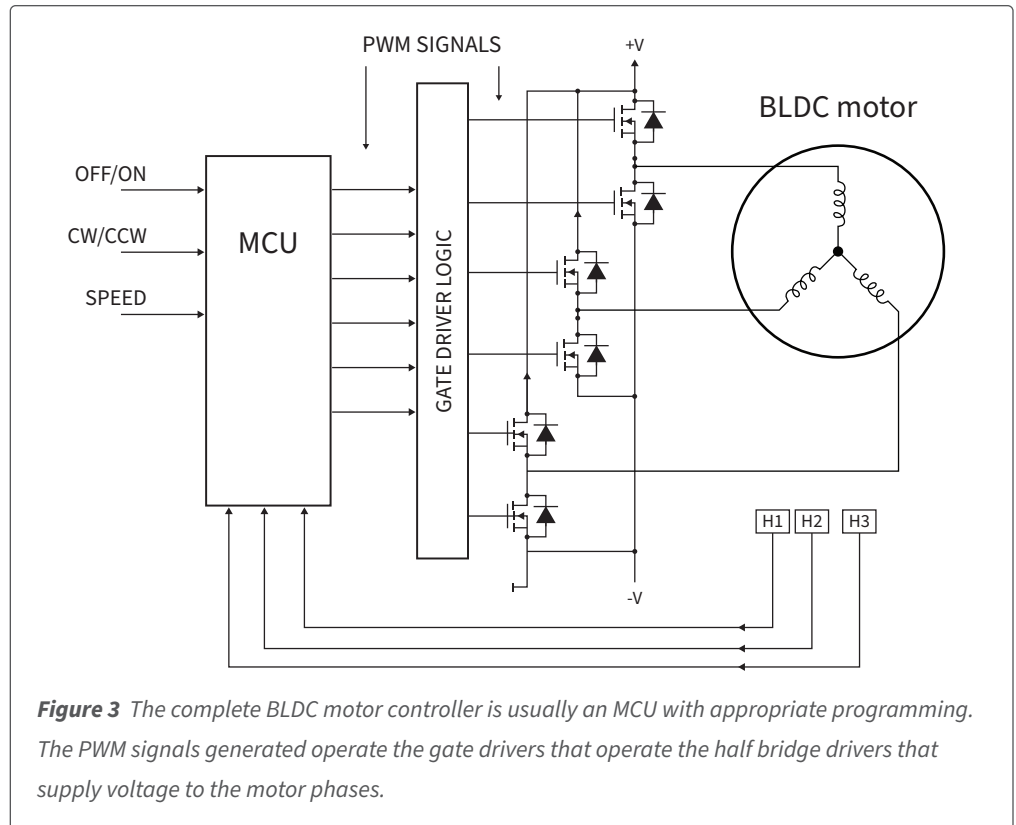 PWM SIGNALS
+V
BLDC motor
OFF/ON
CW/CCW
SPEED
MCU
GATE DRIVER LOGIC
H1 H2 H3
-V
Figure 3 The complete BLDC motor controller is usually an MCU with appropriate programming.
The PWM signals generated operate the gate drivers that operate the half bridge drivers that
supply voltage to the motor phases.